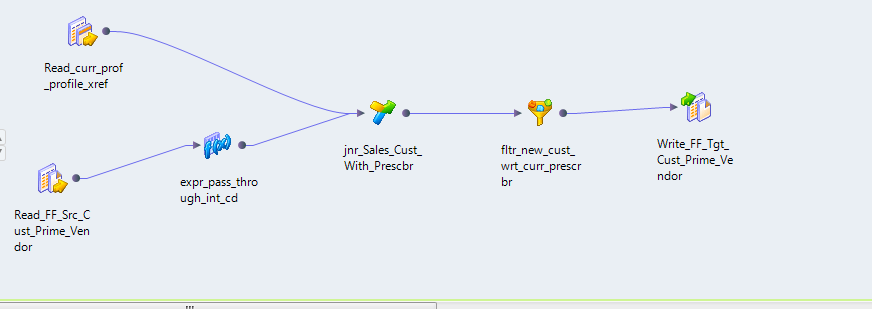 Read_curr_prof
_profile_xref
f(x)
jnr_Sales_Cust_
With_Prescbr
fltr_new_cust_
wrt_curr_prescr
br
Write_FF_Tgt_
Cust_Prime_Ve
ndor
expr_pass_thro
ugh_int_cd
Read_FF_Src_C
ust_Prime_Ven
dor